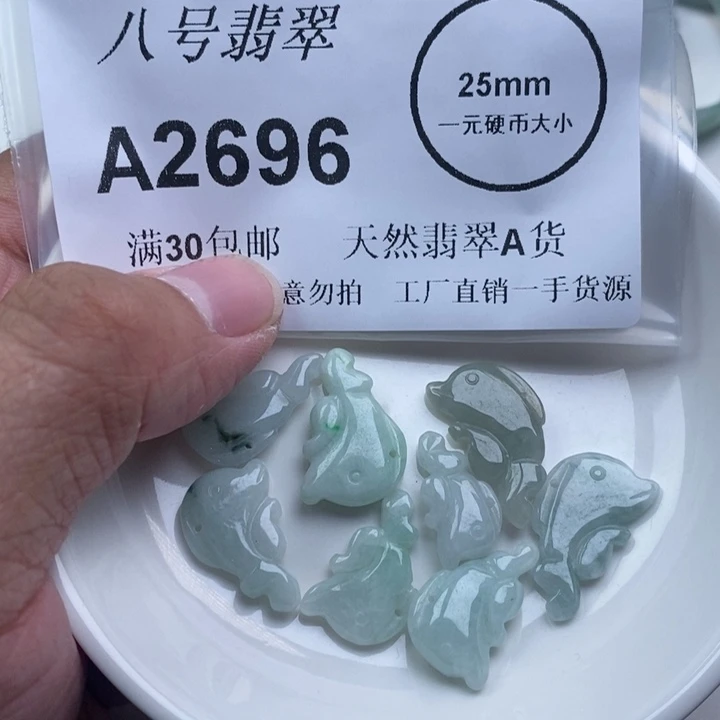 八号翡翠
25mm
一元硬币大小
A2696
满30包邮 天然翡翠A货
意勿拍 工厂直销一手货源